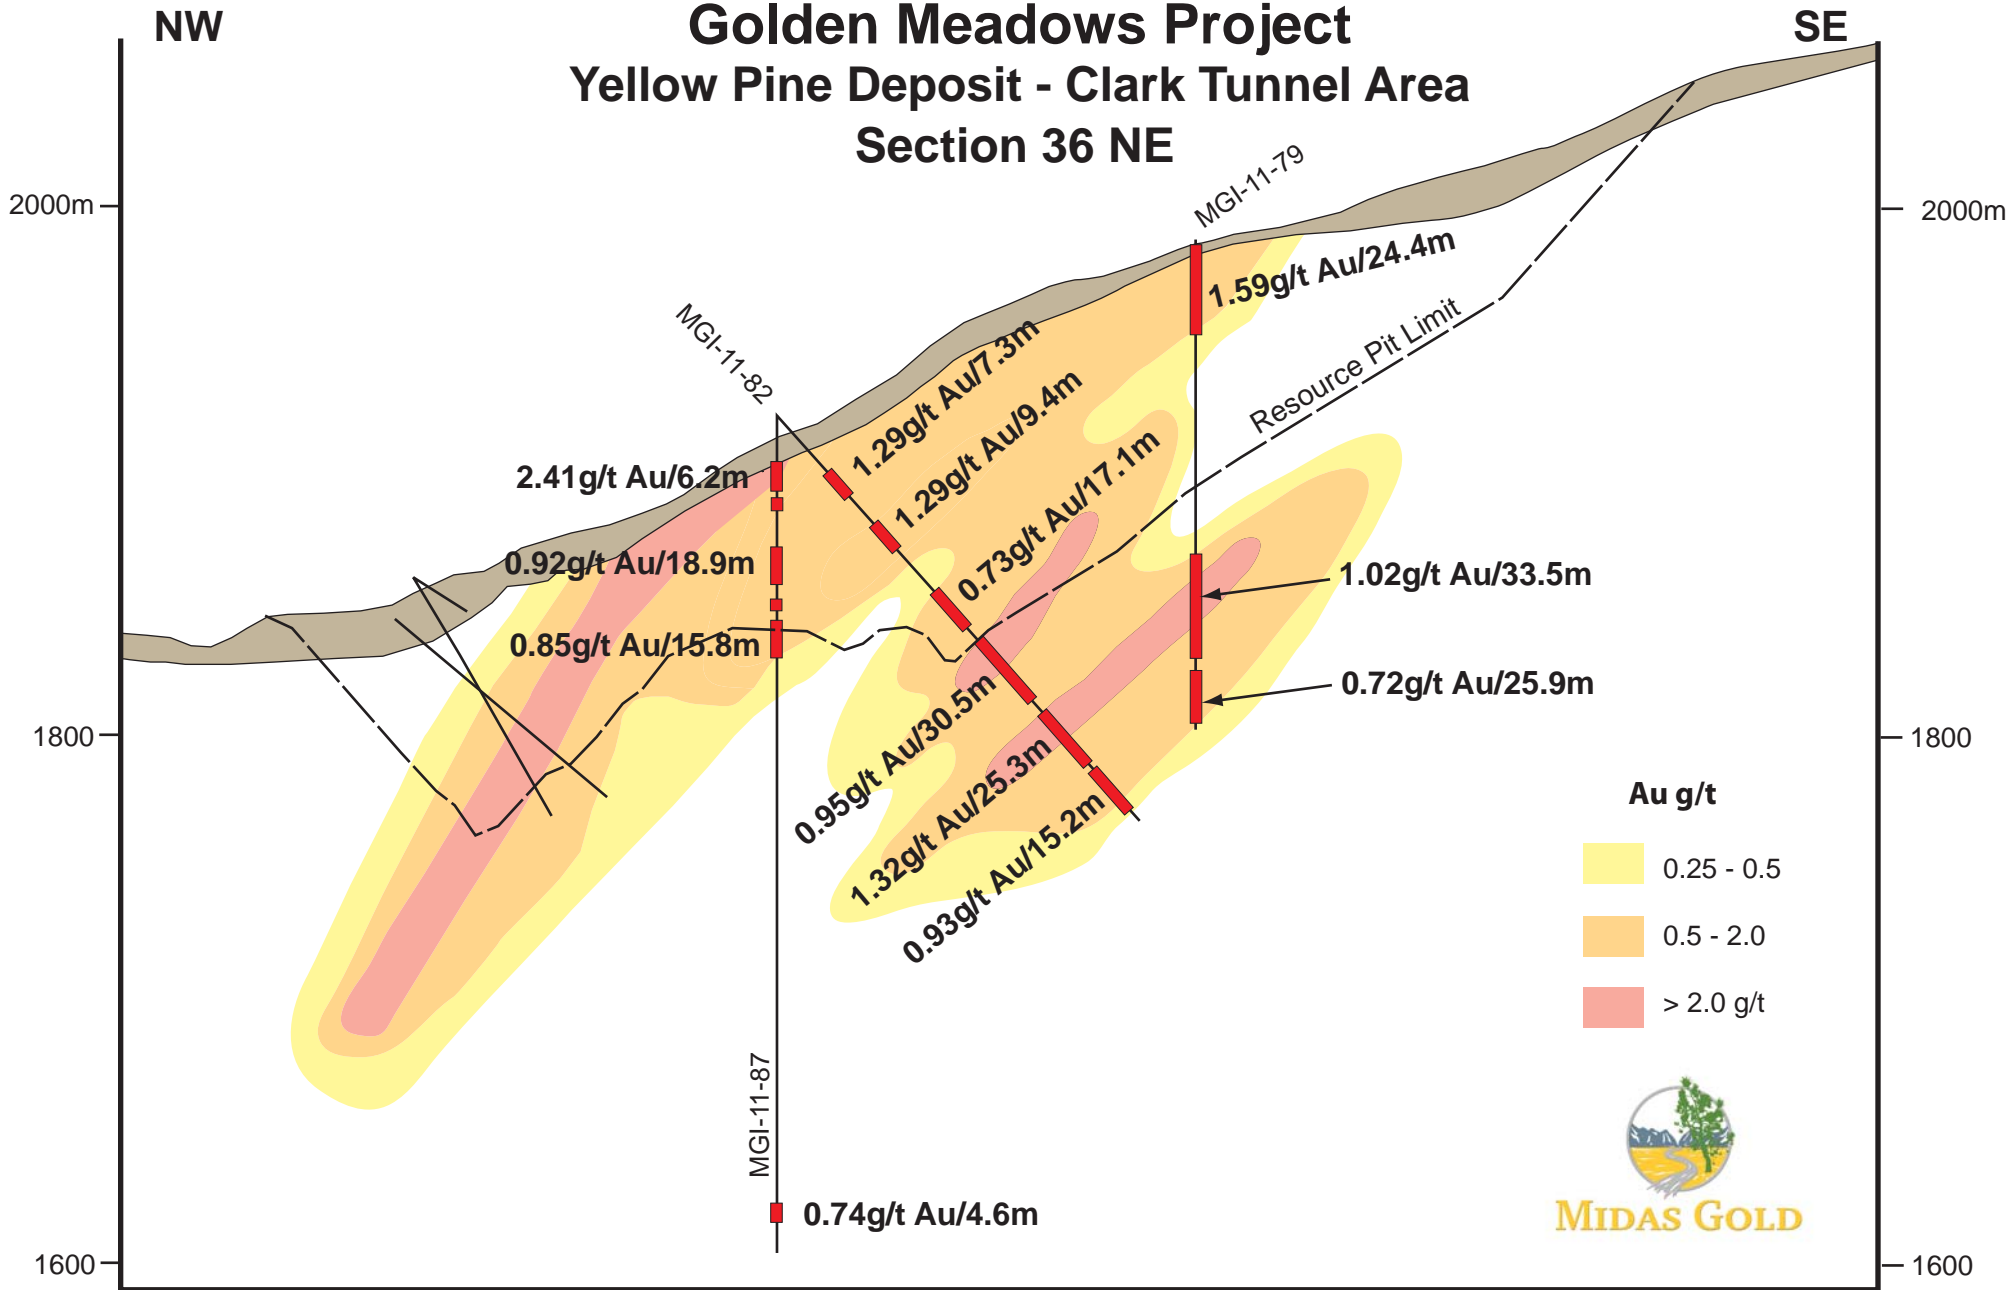 NW
Golden Meadows Project
SE
Yellow Pine Deposit - Clark Tunnel Area
Section 36 NE
MGI-11-79
2000m
2000m
1.59g/t Au/24.4m
MGI-11-82
1.29g/t Au/7.3m
Resource Pit Limit
1.29g/t Au/9.4m
2.41g/t Au/6.2m
0.73g/t Au/17.1m
0.92g/t Au/18.9m
1.02g/t Au/33.5m
0.85g/t Au/15.8m
0.72g/t Au/25.9m
1800
1800
0.95g/t Au/30.5m
1.32g/t Au/25.3m
0.93g/t Au/15.2m
Au g/t
0.25 - 0.5
0.5 - 2.0
> 2.0 g/t
MGI-11-87
0.74g/t Au/4.6m
MIDAS GOLD
1600
1600